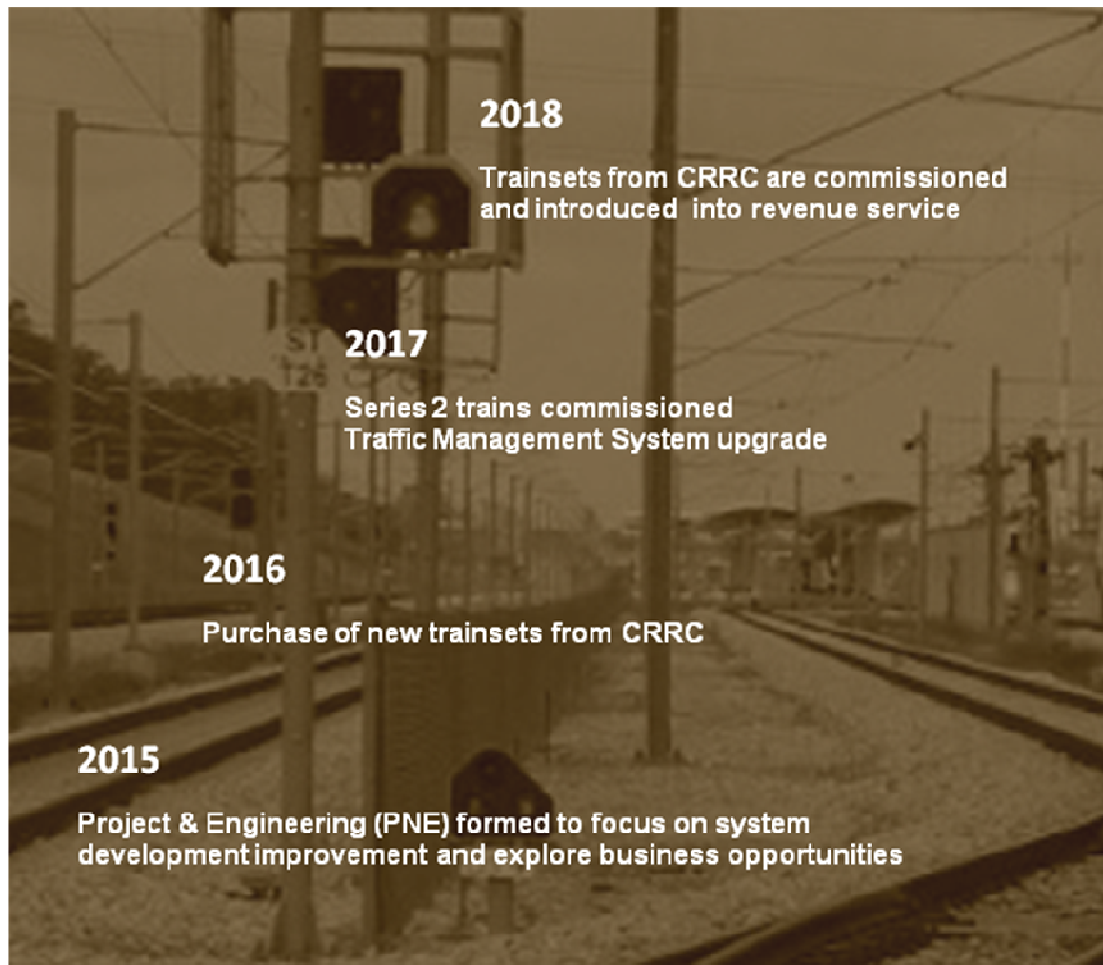 2018
Trainsets from CRRC are commissioned
and introduced into revenue service
ST
T26
2017
Series 2 trains commissioned
Traffic Management System upgrade
2016
Purchase of new trainsets from CRRC
2015
Project & Engineering (PNE) formed to focus on system
development improvement and explore business opportunities